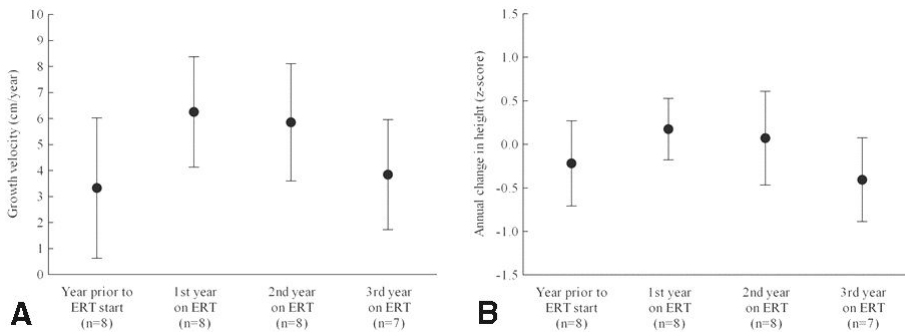 10
9
8
7
6
5
4
3
2
1
0
Growth velocity (cm/year)
Year prior to
ERT start
(n=8)
1st year
on ERT
(n=8)
2nd year
on ERT
(n=8)
3rd year
on ERT
(n=7)
A
1.5
1.0
0.5
0.0
-0.5
-1.0
-1.5
Annual change in height (z-score)
Year prior to
ERT start
(n=8)
1st year
on ERT
(n=8)
2nd year
on ERT
(n=8)
3rd year
on ERT
(n=7)
B